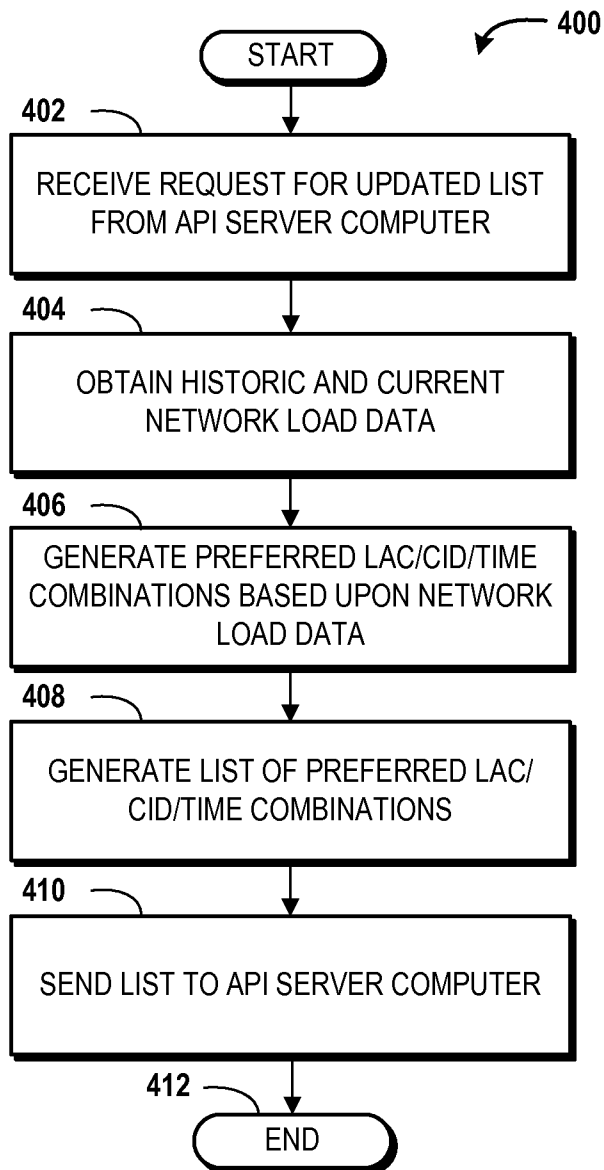 400
START
402
RECEIVE REQUEST FOR UPDATED LIST
FROM API SERVER COMPUTER
404
OBTAIN HISTORIC AND CURRENT
NETWORK LOAD DATA
406
GENERATE PREFERRED LAC/CID/TIME
COMBINATIONS BASED UPON NETWORK
LOAD DATA
408
GENERATE LIST OF PREFERRED LAC/
CID/TIME COMBINATIONS
410
SEND LIST TO API SERVER COMPUTER
412
END